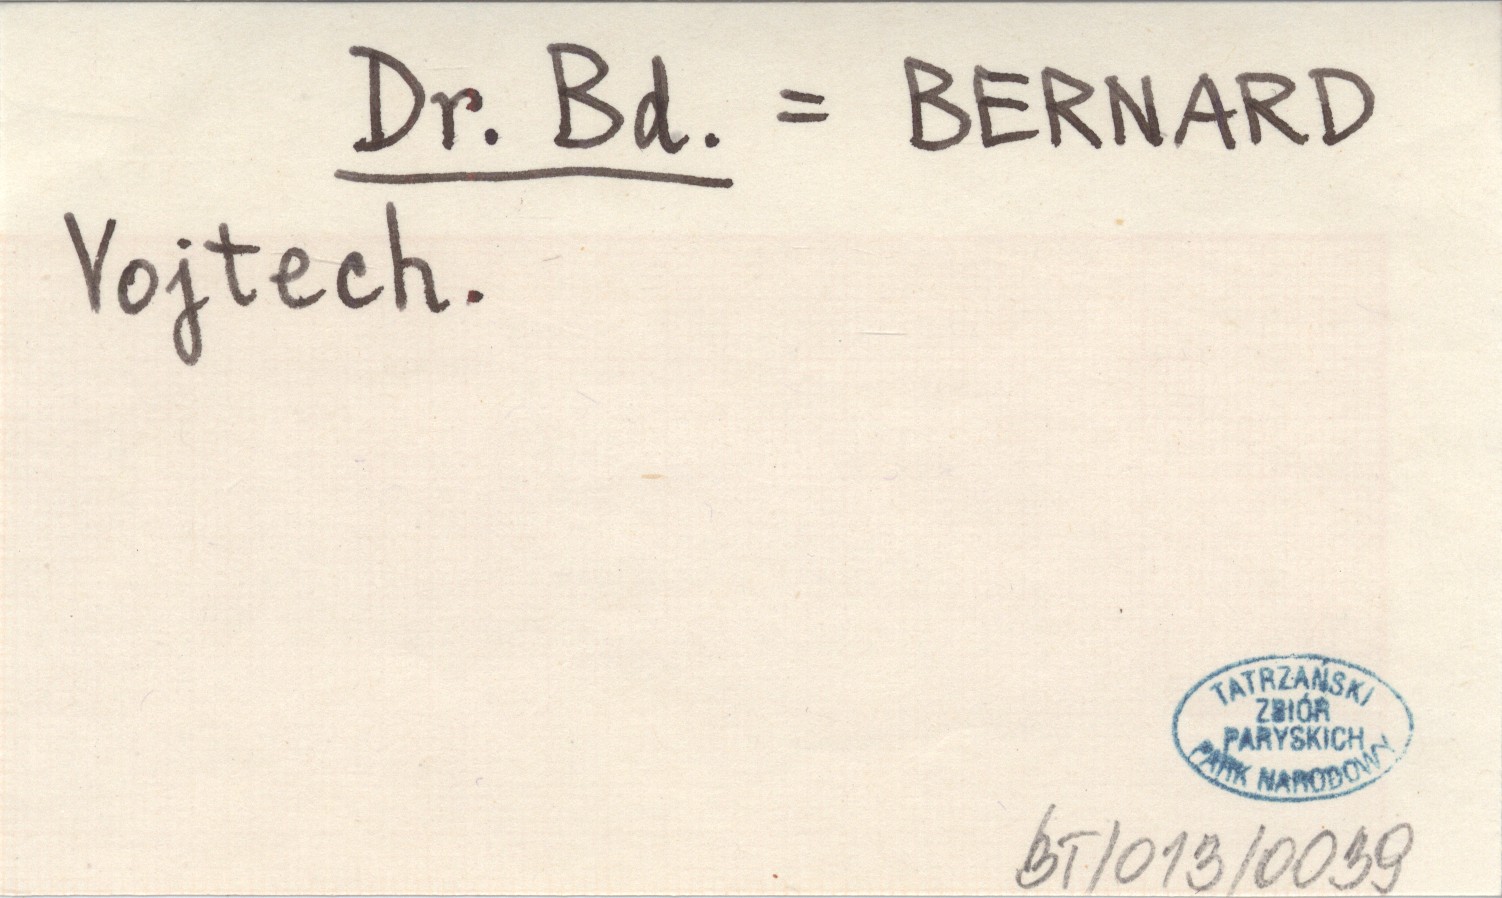 Dr. Bd. = BERNARD
Vojtech.
TATRZAŃSKI
ZBIÓR
PARYSKICH
PARK NARODOWY
BT/013/0039